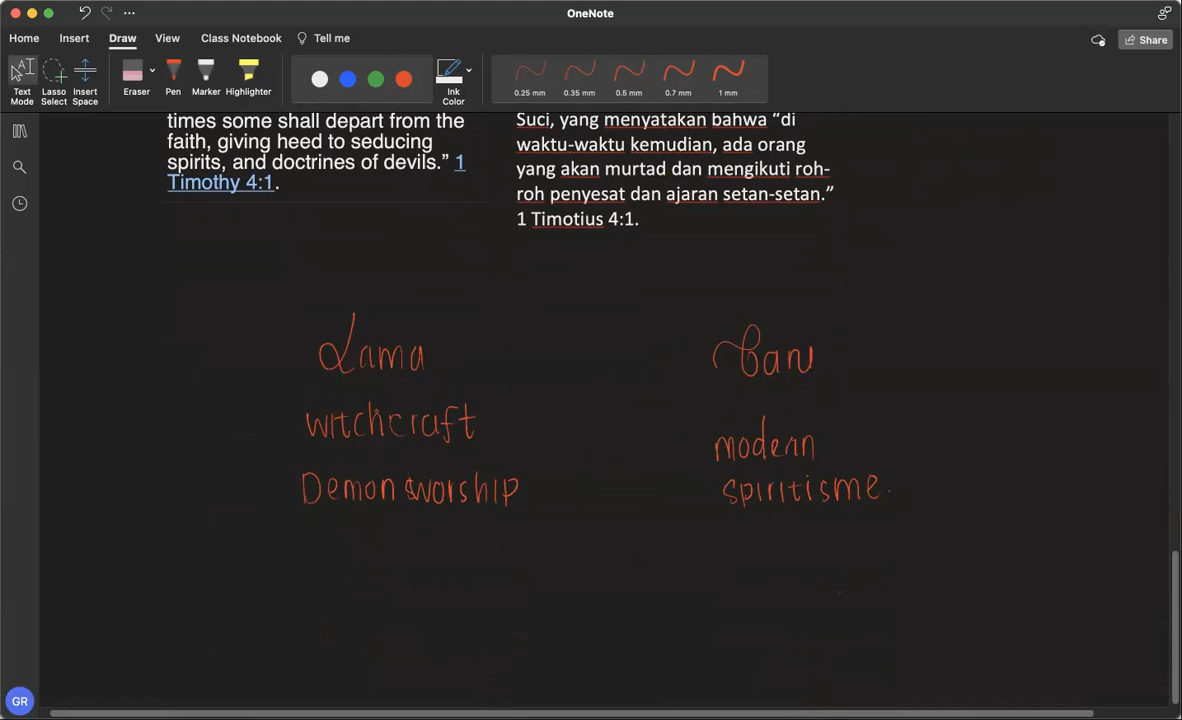 OneNote
Home Insert Draw View Class Notebook Tell me
Share
Text Mode
Lasso Select
Insert Space
Eraser
Pen
Marker
Highlighter
Ink Color
0.25 mm 0.35 mm 0.5 mm 0.7 mm 1 mm
times some shall depart from the
faith, giving heed to seducing
spirits, and doctrines of devils.” 1
Timothy 4:1.
Suci, yang menyatakan bahwa “di
waktu-waktu kemudian, ada orang
yang akan murtad dan mengikuti roh-
roh penyesat dan ajaran setan-setan.”
1 Timotius 4:1.
Lama
witchcraft
Demonsworship
Baru
modern
spiritisme.
GR